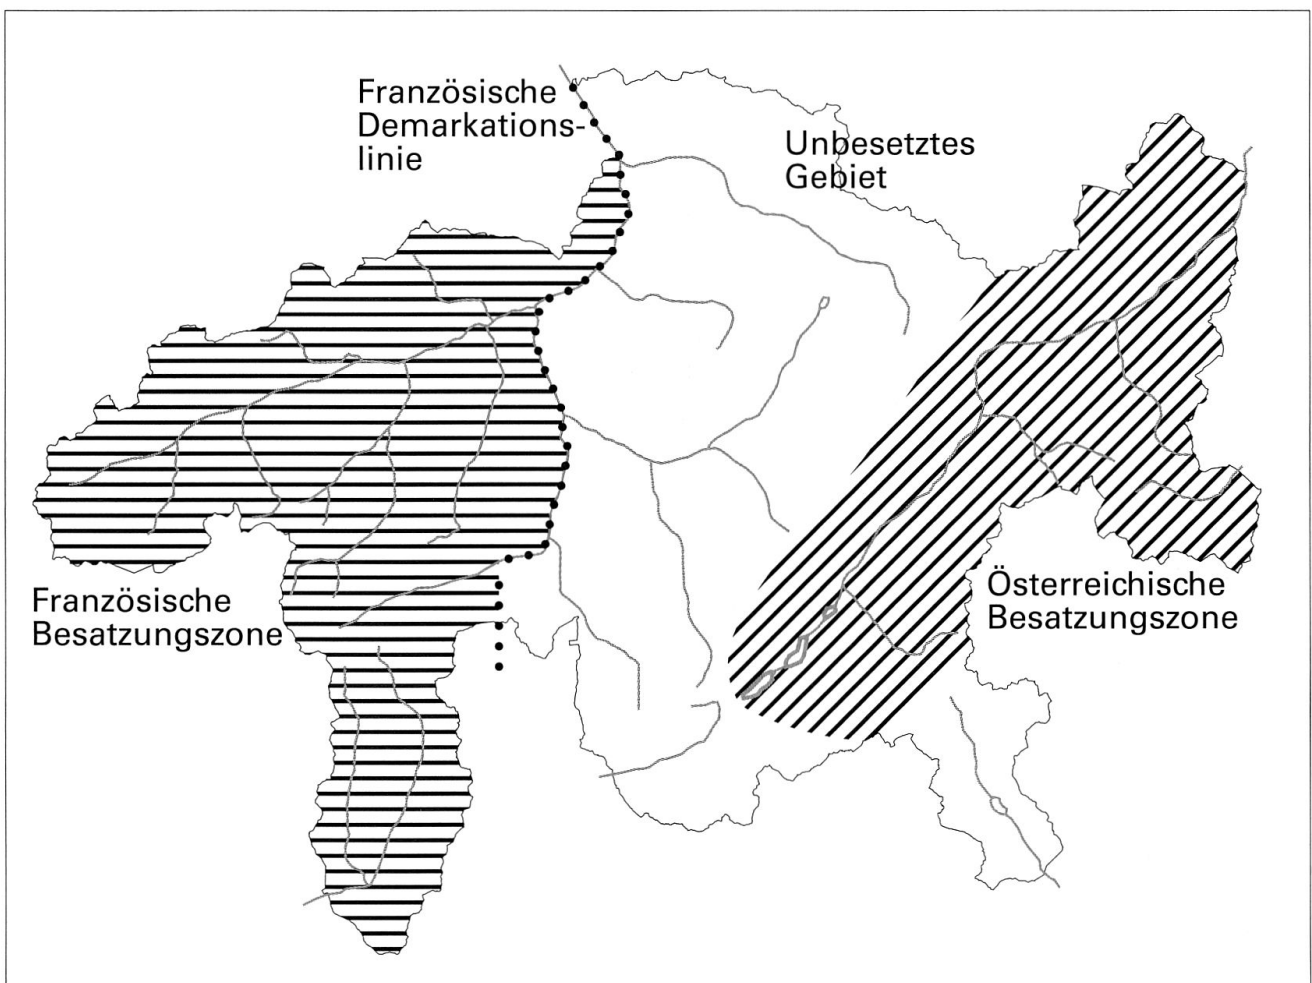 Französische
Demarkations-
linie
Unbesetztes
Gebiet
Französische
Besatzungszone
Österreichische
Besatzungszone